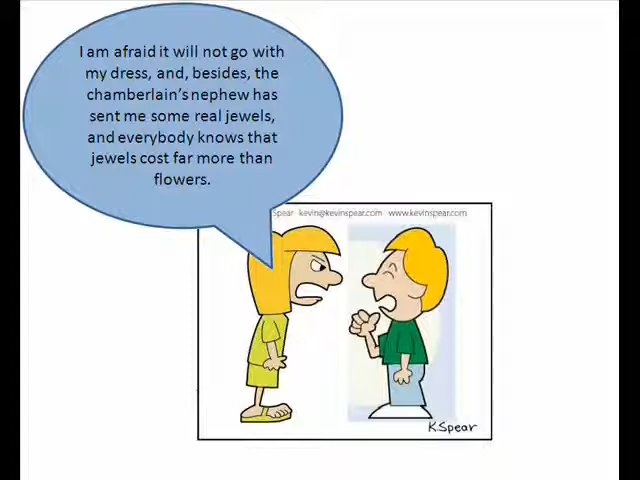 I am afraid it will not go with
my dress, and, besides, the
chamberlain's nephew has
sent me some real jewels,
and everybody knows that
jewels cost far more than
flowers.
Spear kevin@kevinspear.com www.kevinspear.com
K.Spear